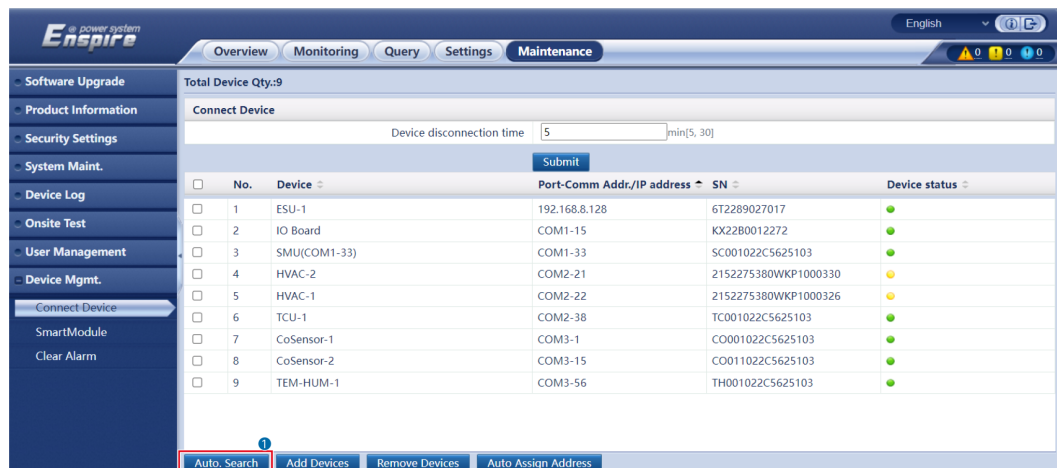 @ power system
Enspire
English
Overview Monitoring Query Settings Maintenance
0 0 0
Software Upgrade
Product Information
Security Settings
System Maint.
Device Log
Onsite Test
User Management
Device Mgmt.
Connect Device
SmartModule
Clear Alarm
Total Device Qty.:9
Connect Device
Device disconnection time 5 min[5, 30]
Submit
No. Device Port-Comm Addr./IP address SN Device status
1 ESU-1 192.168.8.128 6T2289027017
2 IO Board COM1-15 KX22B0012272
3 SMU(COM1-33) COM1-33 SC001022C5625103
4 HVAC-2 COM2-21 2152275380WKP1000330
5 HVAC-1 COM2-22 2152275380WKP1000326
6 TCU-1 COM2-38 TC001022C5625103
7 CoSensor-1 COM3-1 CO001022C5625103
8 CoSensor-2 COM3-15 CO011022C5625103
9 TEM-HUM-1 COM3-56 TH001022C5625103
1
Auto. Search Add Devices Remove Devices Auto Assign Address